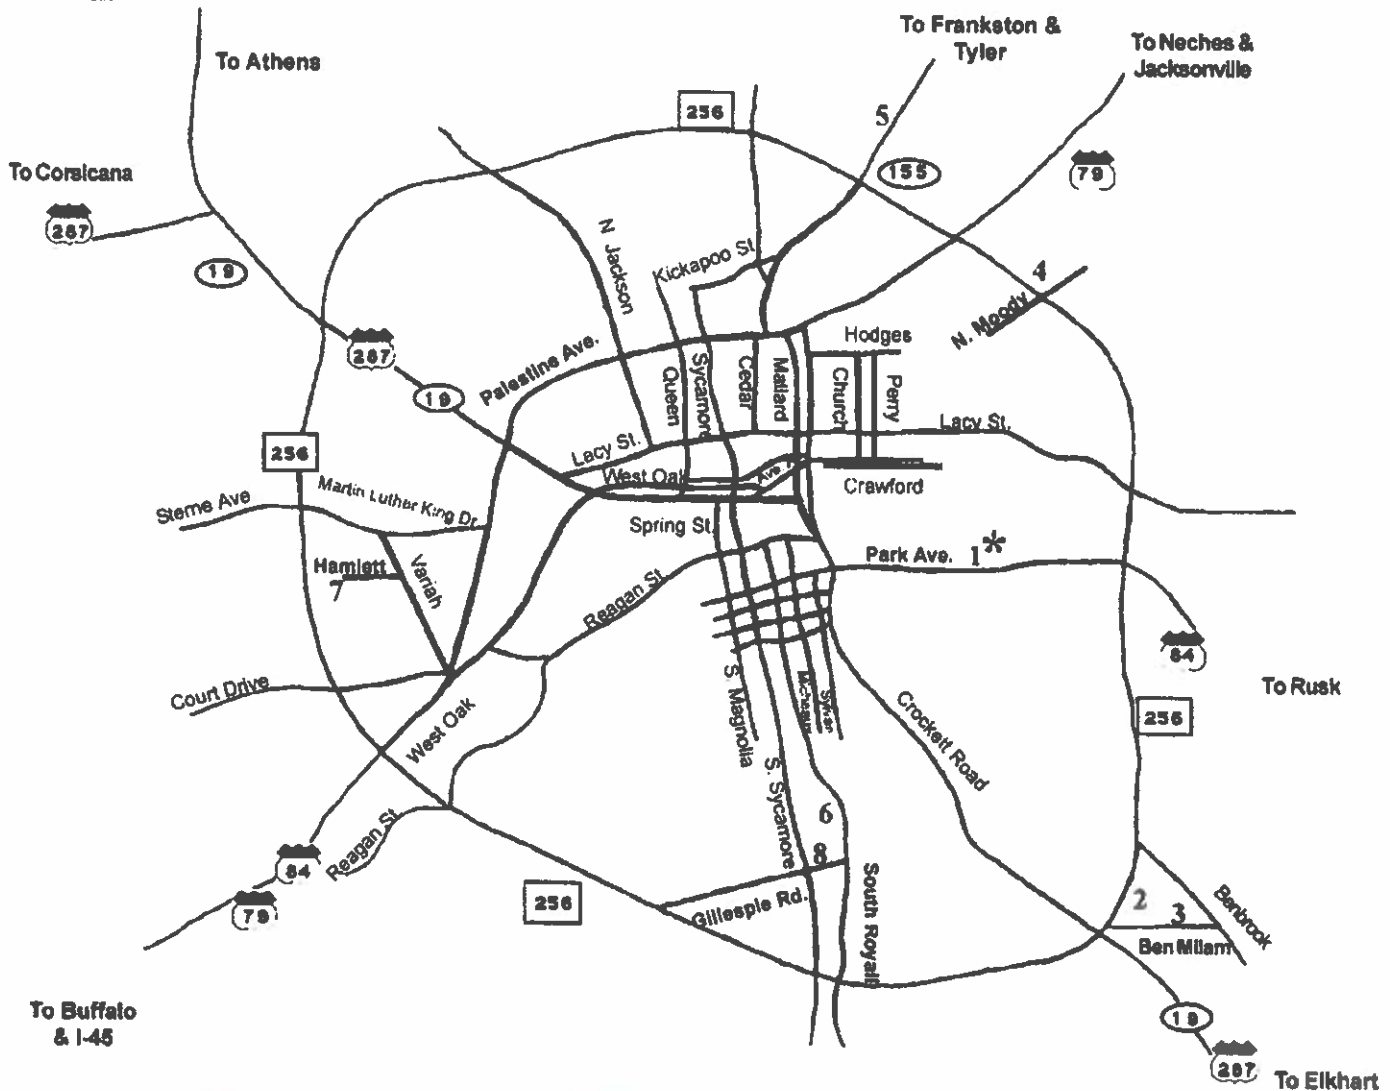 To Frankston &
Tyler
To Neches &
Jacksonville
To Athens
256
5
155
79
To Corsicana
287
19
N Jackson
Kickapoo St
4
N. Moody
287
Hodges
Palestine Ave.
Queen
Sycamore
Cedar
Mallard
Church
Perry
19
Lacy St.
Lacy St.
256
West Oak
Ave.
Crawford
Martin Luther King Dr.
Sterne Ave
Spring St.
Park Ave.
1*
Hamlett
7
Variah
Reagan St.
84
To Rusk
Court Drive
S. Magnolia
Michaux
Sylvan
256
West Oak
Crockett Road
S. Sycamore
6
8
Reagan St.
84
79
256
Gillespie Rd.
South Royall
2
3
Benbrook
Ben Milam
To Buffalo
& I-45
19
287
To Elkhart